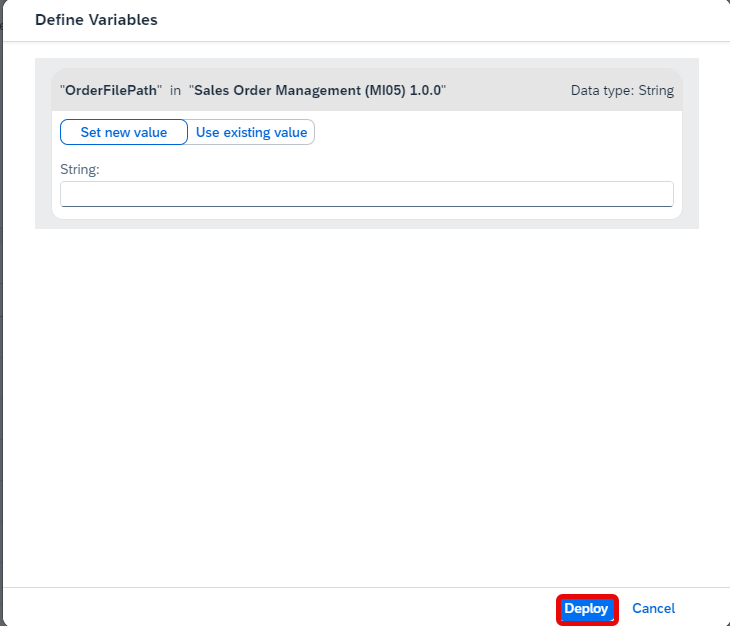 Define Variables
"OrderFilePath" in "Sales Order Management (MI05) 1.0.0" Data type: String
Set new value Use existing value
String:
Deploy Cancel